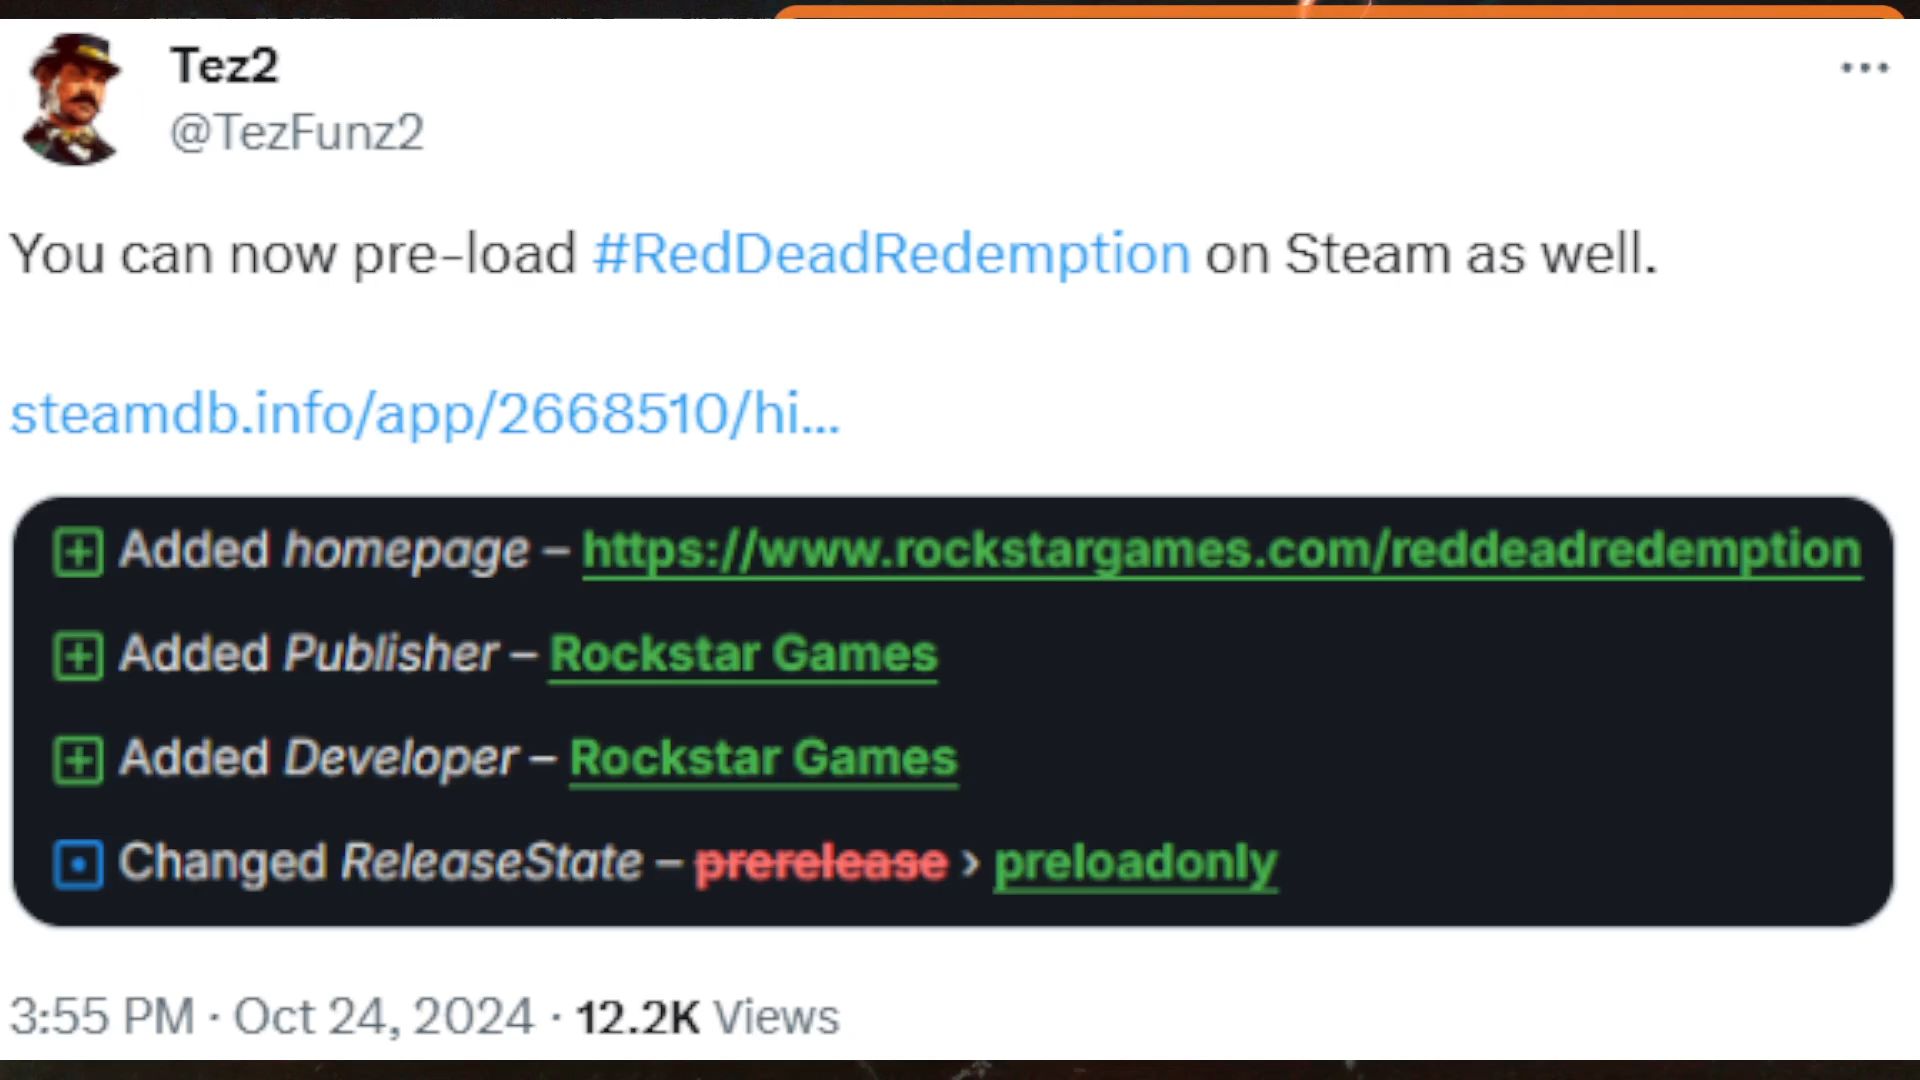 Tez2
@TezFunz2
You can now pre-load #RedDeadRedemption on Steam as well.
steamdb.info/app/2668510/hi...
Added homepage – https://www.rockstargames.com/reddeadredemption
Added Publisher – Rockstar Games
Added Developer – Rockstar Games
Changed ReleaseState – prerelease › preloadonly
3:55 PM · Oct 24, 2024 · 12.2K Views